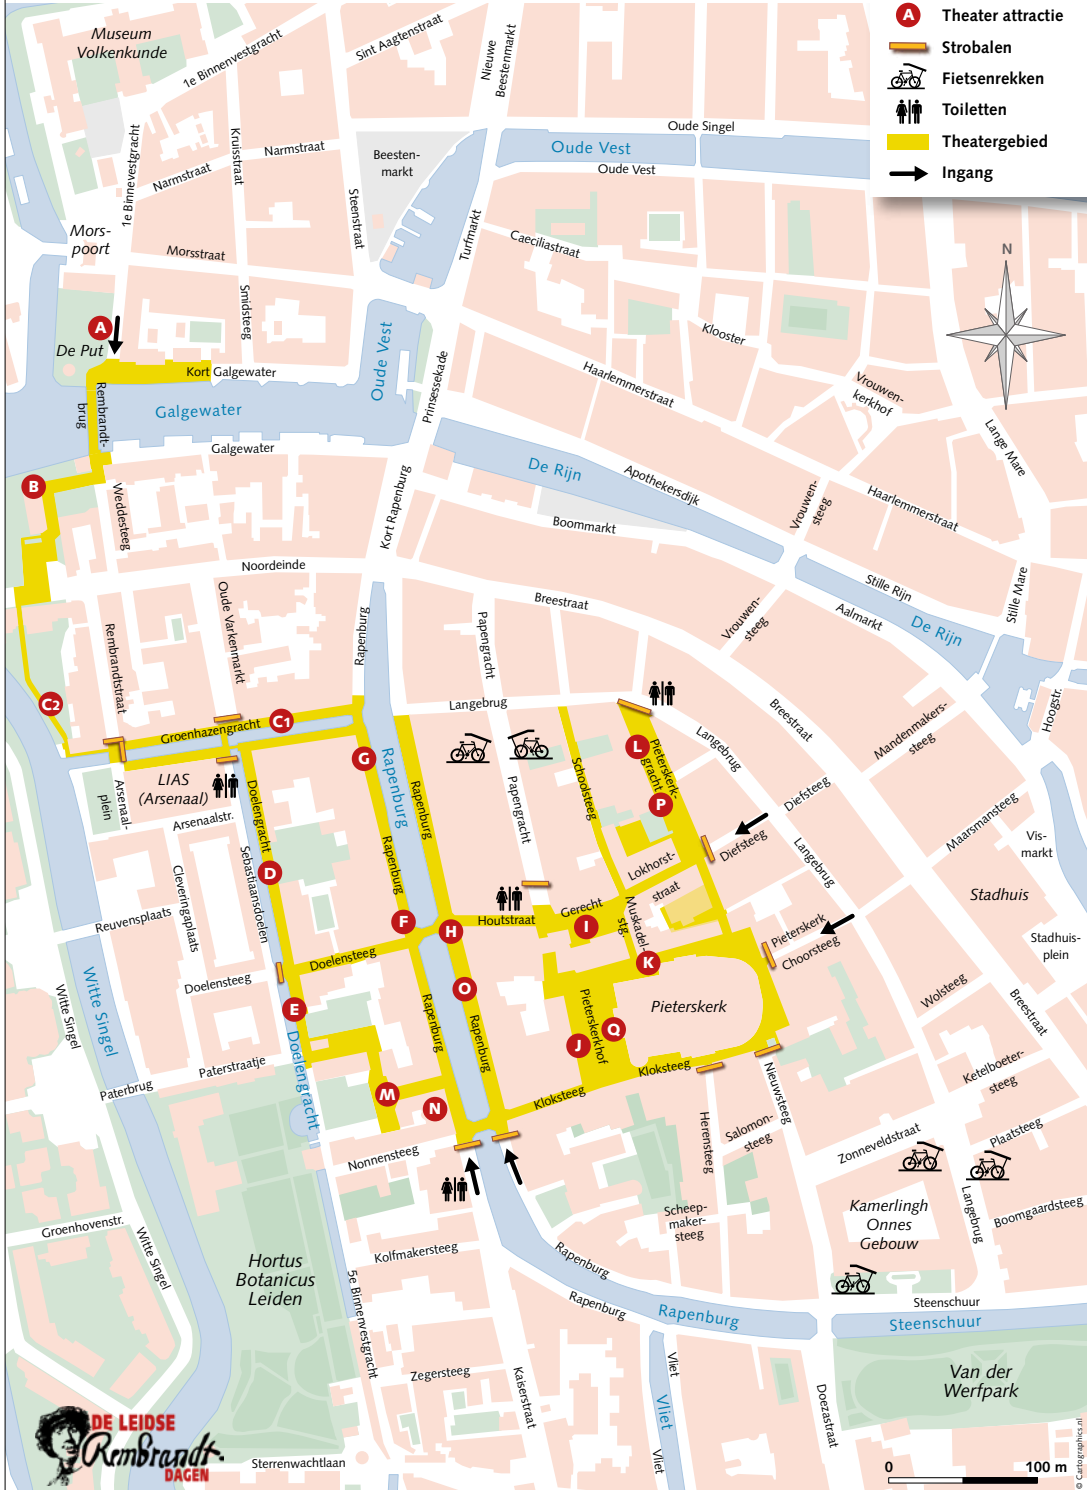 A Theater attractie
Strobalen
Fietsenrekken
Toiletten
Theatergebied
Ingang
Museum
Volkenkunde
1e Binnenvestgracht
Sint Aagtenstraat
Nieuwe
Beestenmarkt
Oude Singel
Oude Vest
Oude Vest
Beesten-
markt
Kruisstraat
Narmstraat
Narmstraat
1e Binnenvestgracht
Steenstraat
Turfmarkt
Caeciliastraat
Mors-
poort
Morsstraat
Smidsteeg
N
A
De Put
Kort Galgewater
Oude Vest
Prinsessekade
Klooster
Haarlemmerstraat
Vrouwen-
kerkhof
Lange Mare
Rembrandt-
brug
Galgewater
Galgewater
B
Weddesteeg
Kort Rapenburg
De Rijn
Apothekersdijk
Boommarkt
Vrouwen-
steeg
Haarlemmerstraat
Noordeinde
Breestraat
Stille Rijn
Stille Mare
Aalmarkt
De Rijn
Oude Varkenmarkt
Rembrandtstraat
Rapenburg
Papengracht
Vrouwen-
steeg
C2
C1
Groenhazengracht
Langebrug
Langebrug
Breestraat
Mandenmakers-
steeg
Hoogstr.
G
Rapenburg
Rapenburg
Rapenburg
L
Pieterskerk-
gracht
P
Schoolsteeg
Papengracht
LIAS
(Arsenaal)
Arsenaal-
plein
Arsenaalstr.
Doelengracht
Diefsteeg
Diefsteeg
Langebrug
Maarsmansteeg
Vis-
markt
D
Sebastiaansdoelen
Cleveringaplaats
Reuvensplaats
Lokhorst-
straat
Stadhuis
F
H
Houtstraat
Gerecht
I
Muskadel-
stg.
K
Pieterskerk
Choorsteeg
Stadhuis-
plein
Doelensteeg
Doelensteeg
Witte Singel
Witte Singel
E
O
Rapenburg
Rapenburg
Pieterskerkhof
Pieterskerk
Q
J
Wolsteeg
Breestraat
Doelengracht
Paterstraatje
Paterbrug
M
N
Kloksteeg
Kloksteeg
Nieuwsteeg
Ketelboeter-
steeg
Herensteeg
Salomon-
steeg
Zonneveldstraat
Plaatsteeg
Nonnensteeg
Langebrug
Boomgaardsteeg
Kamerlingh
Onnes
Gebouw
Scheep-
maker-
steeg
Groenhovenstr.
Witte Singel
Hortus
Botanicus
Leiden
Kolfmakersteeg
5e Binnenvestgracht
Rapenburg
Rapenburg
Rapenburg
Steenschuur
Steenschuur
Zegersteeg
Kaiserstraat
Vliet
Vliet
Vliet
Doezastraat
Van der
Werfpark
DE LEIDSE
Rembrandt
DAGEN
Sterrenwachtlaan
0 100 m
© Cartographics.nl